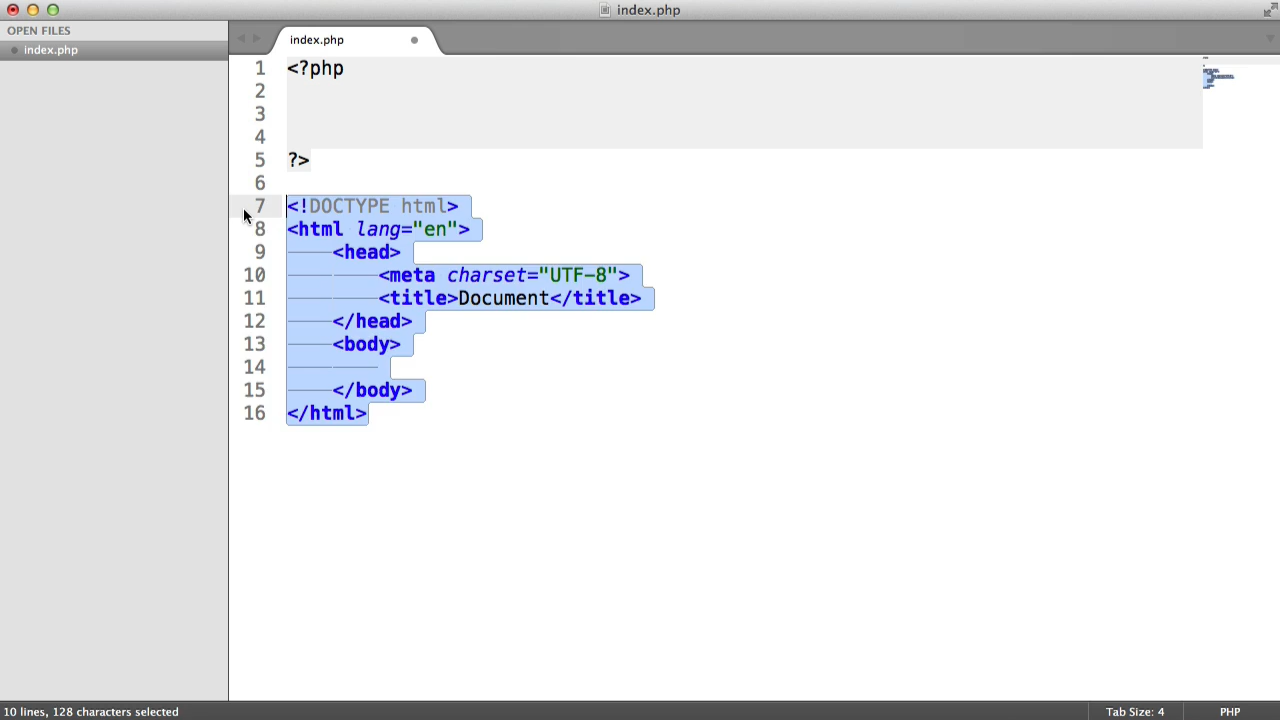 index.php
OPEN FILES
index.php
index.php
1 <?php
2
3
4
5 ?>
6
7 <!DOCTYPE html>
8 <html lang="en">
9 <head>
10 <meta charset="UTF-8">
11 <title>Document</title>
12 </head>
13 <body>
14
15 </body>
16 </html>
10 lines, 128 characters selected
Tab Size: 4
PHP